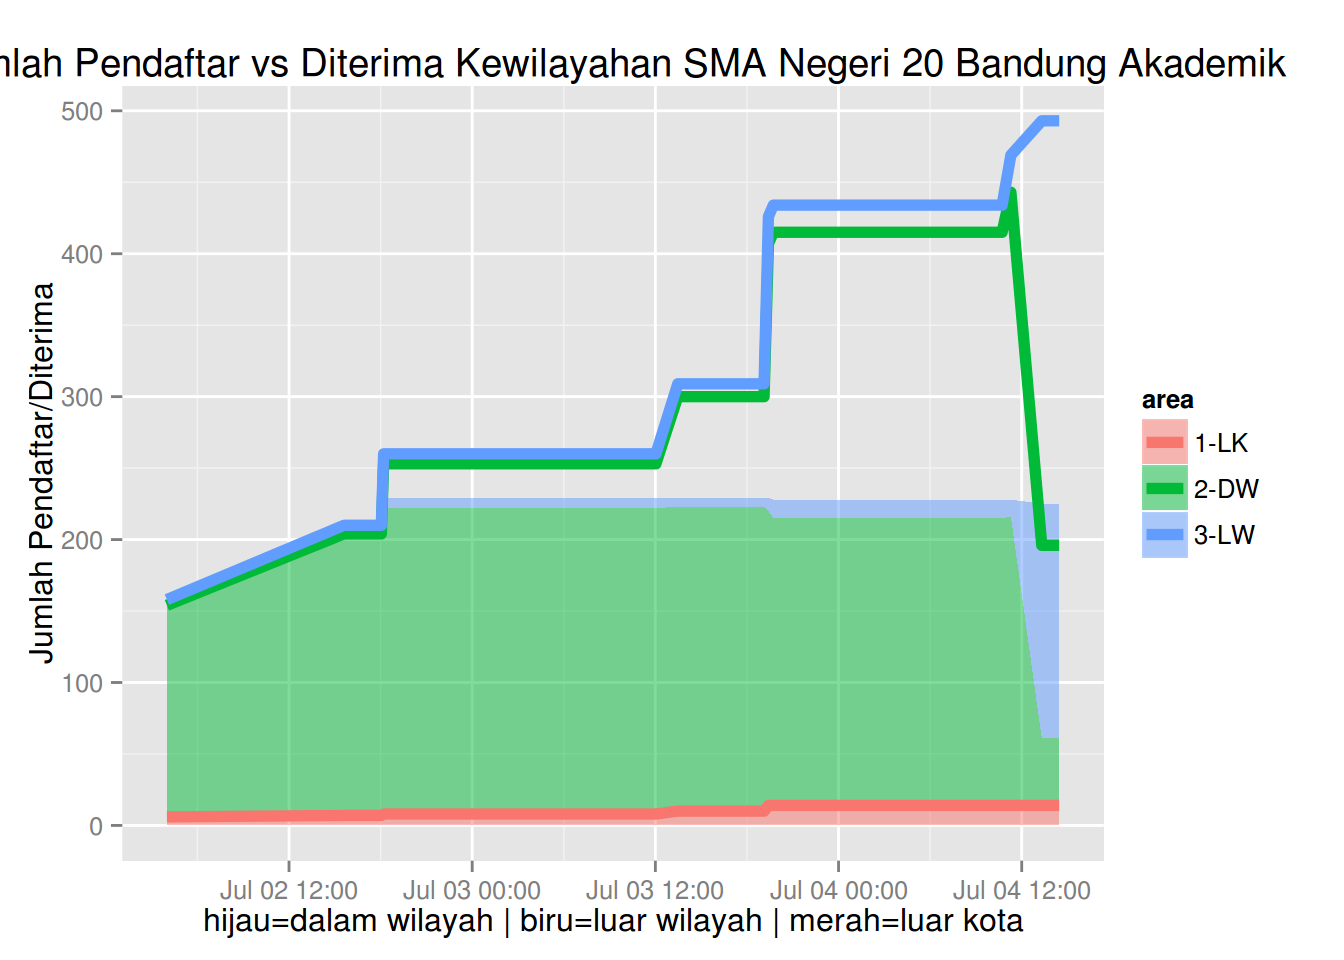 mlah Pendaftar vs Diterima Kewilayahan SMA Negeri 20 Bandung Akademik
500
400
300
200
100
0
Jumlah Pendaftar/Diterima
Jul 02 12:00 Jul 03 00:00 Jul 03 12:00 Jul 04 00:00 Jul 04 12:00
hijau=dalam wilayah | biru=luar wilayah | merah=luar kota
area
1-LK
2-DW
3-LW